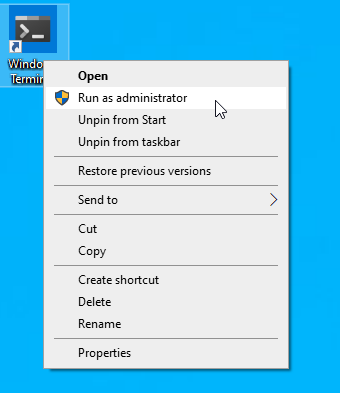 Windo
Termin
Open
Run as administrator
Unpin from Start
Unpin from taskbar
Restore previous versions
Send to
Cut
Copy
Create shortcut
Delete
Rename
Properties